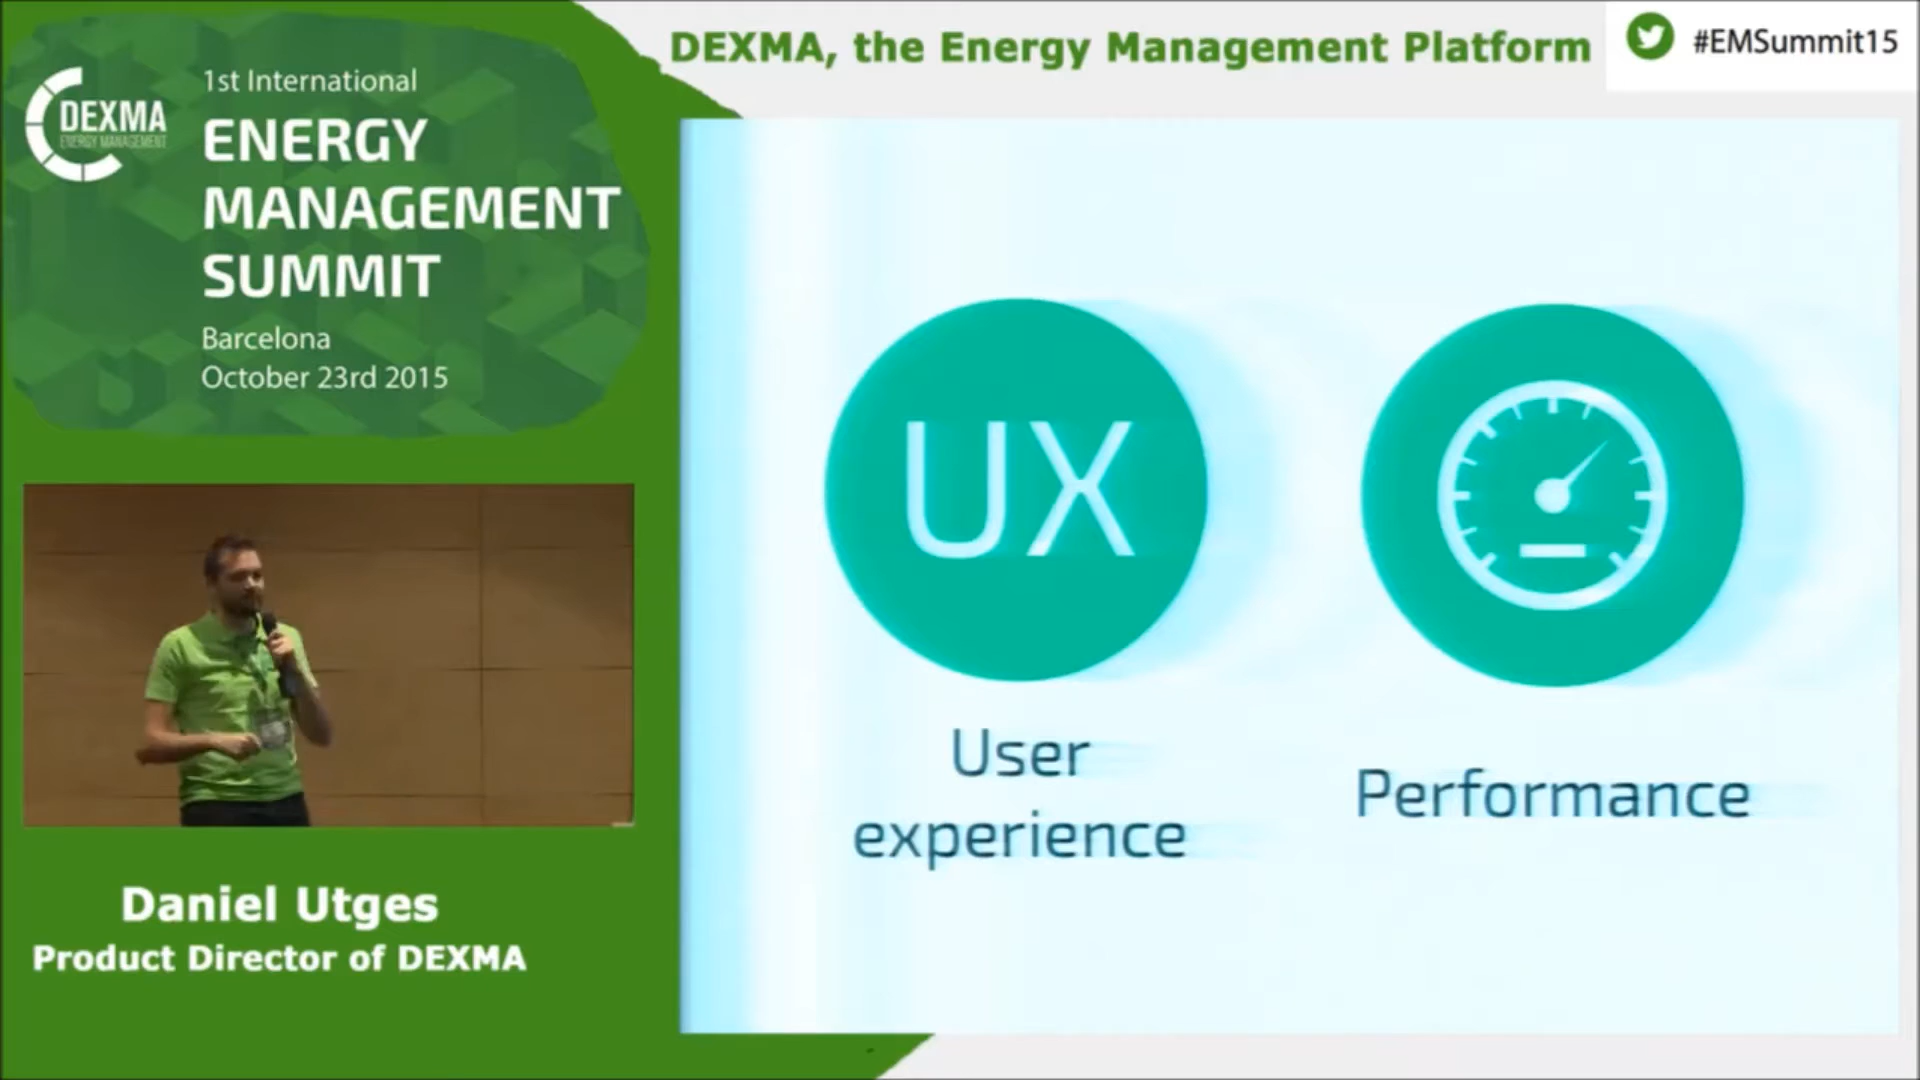 DEXMA, the Energy Management Platform
#EMSummit15
DEXMA
ENERGY MANAGEMENT
1st International
ENERGY
MANAGEMENT
SUMMIT
Barcelona
October 23rd 2015
UX
User
experience
Performance
Daniel Utges
Product Director of DEXMA